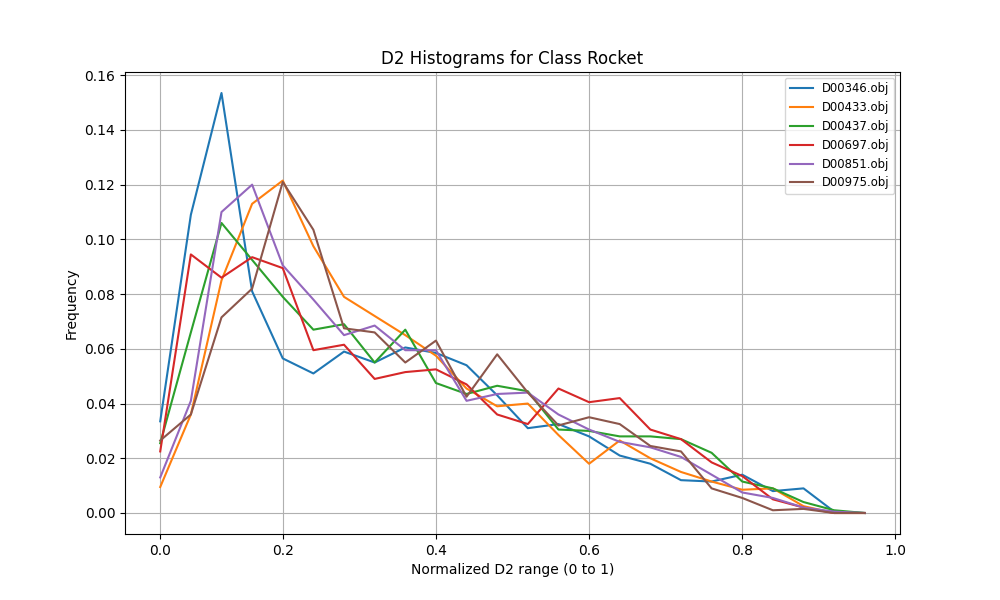 D2 Histograms for Class Rocket
0.16
0.14
0.12
0.10
0.08
0.06
0.04
0.02
0.00
Frequency
D00346.obj
D00433.obj
D00437.obj
D00697.obj
D00851.obj
D00975.obj
0.0 0.2 0.4 0.6 0.8 1.0
Normalized D2 range (0 to 1)